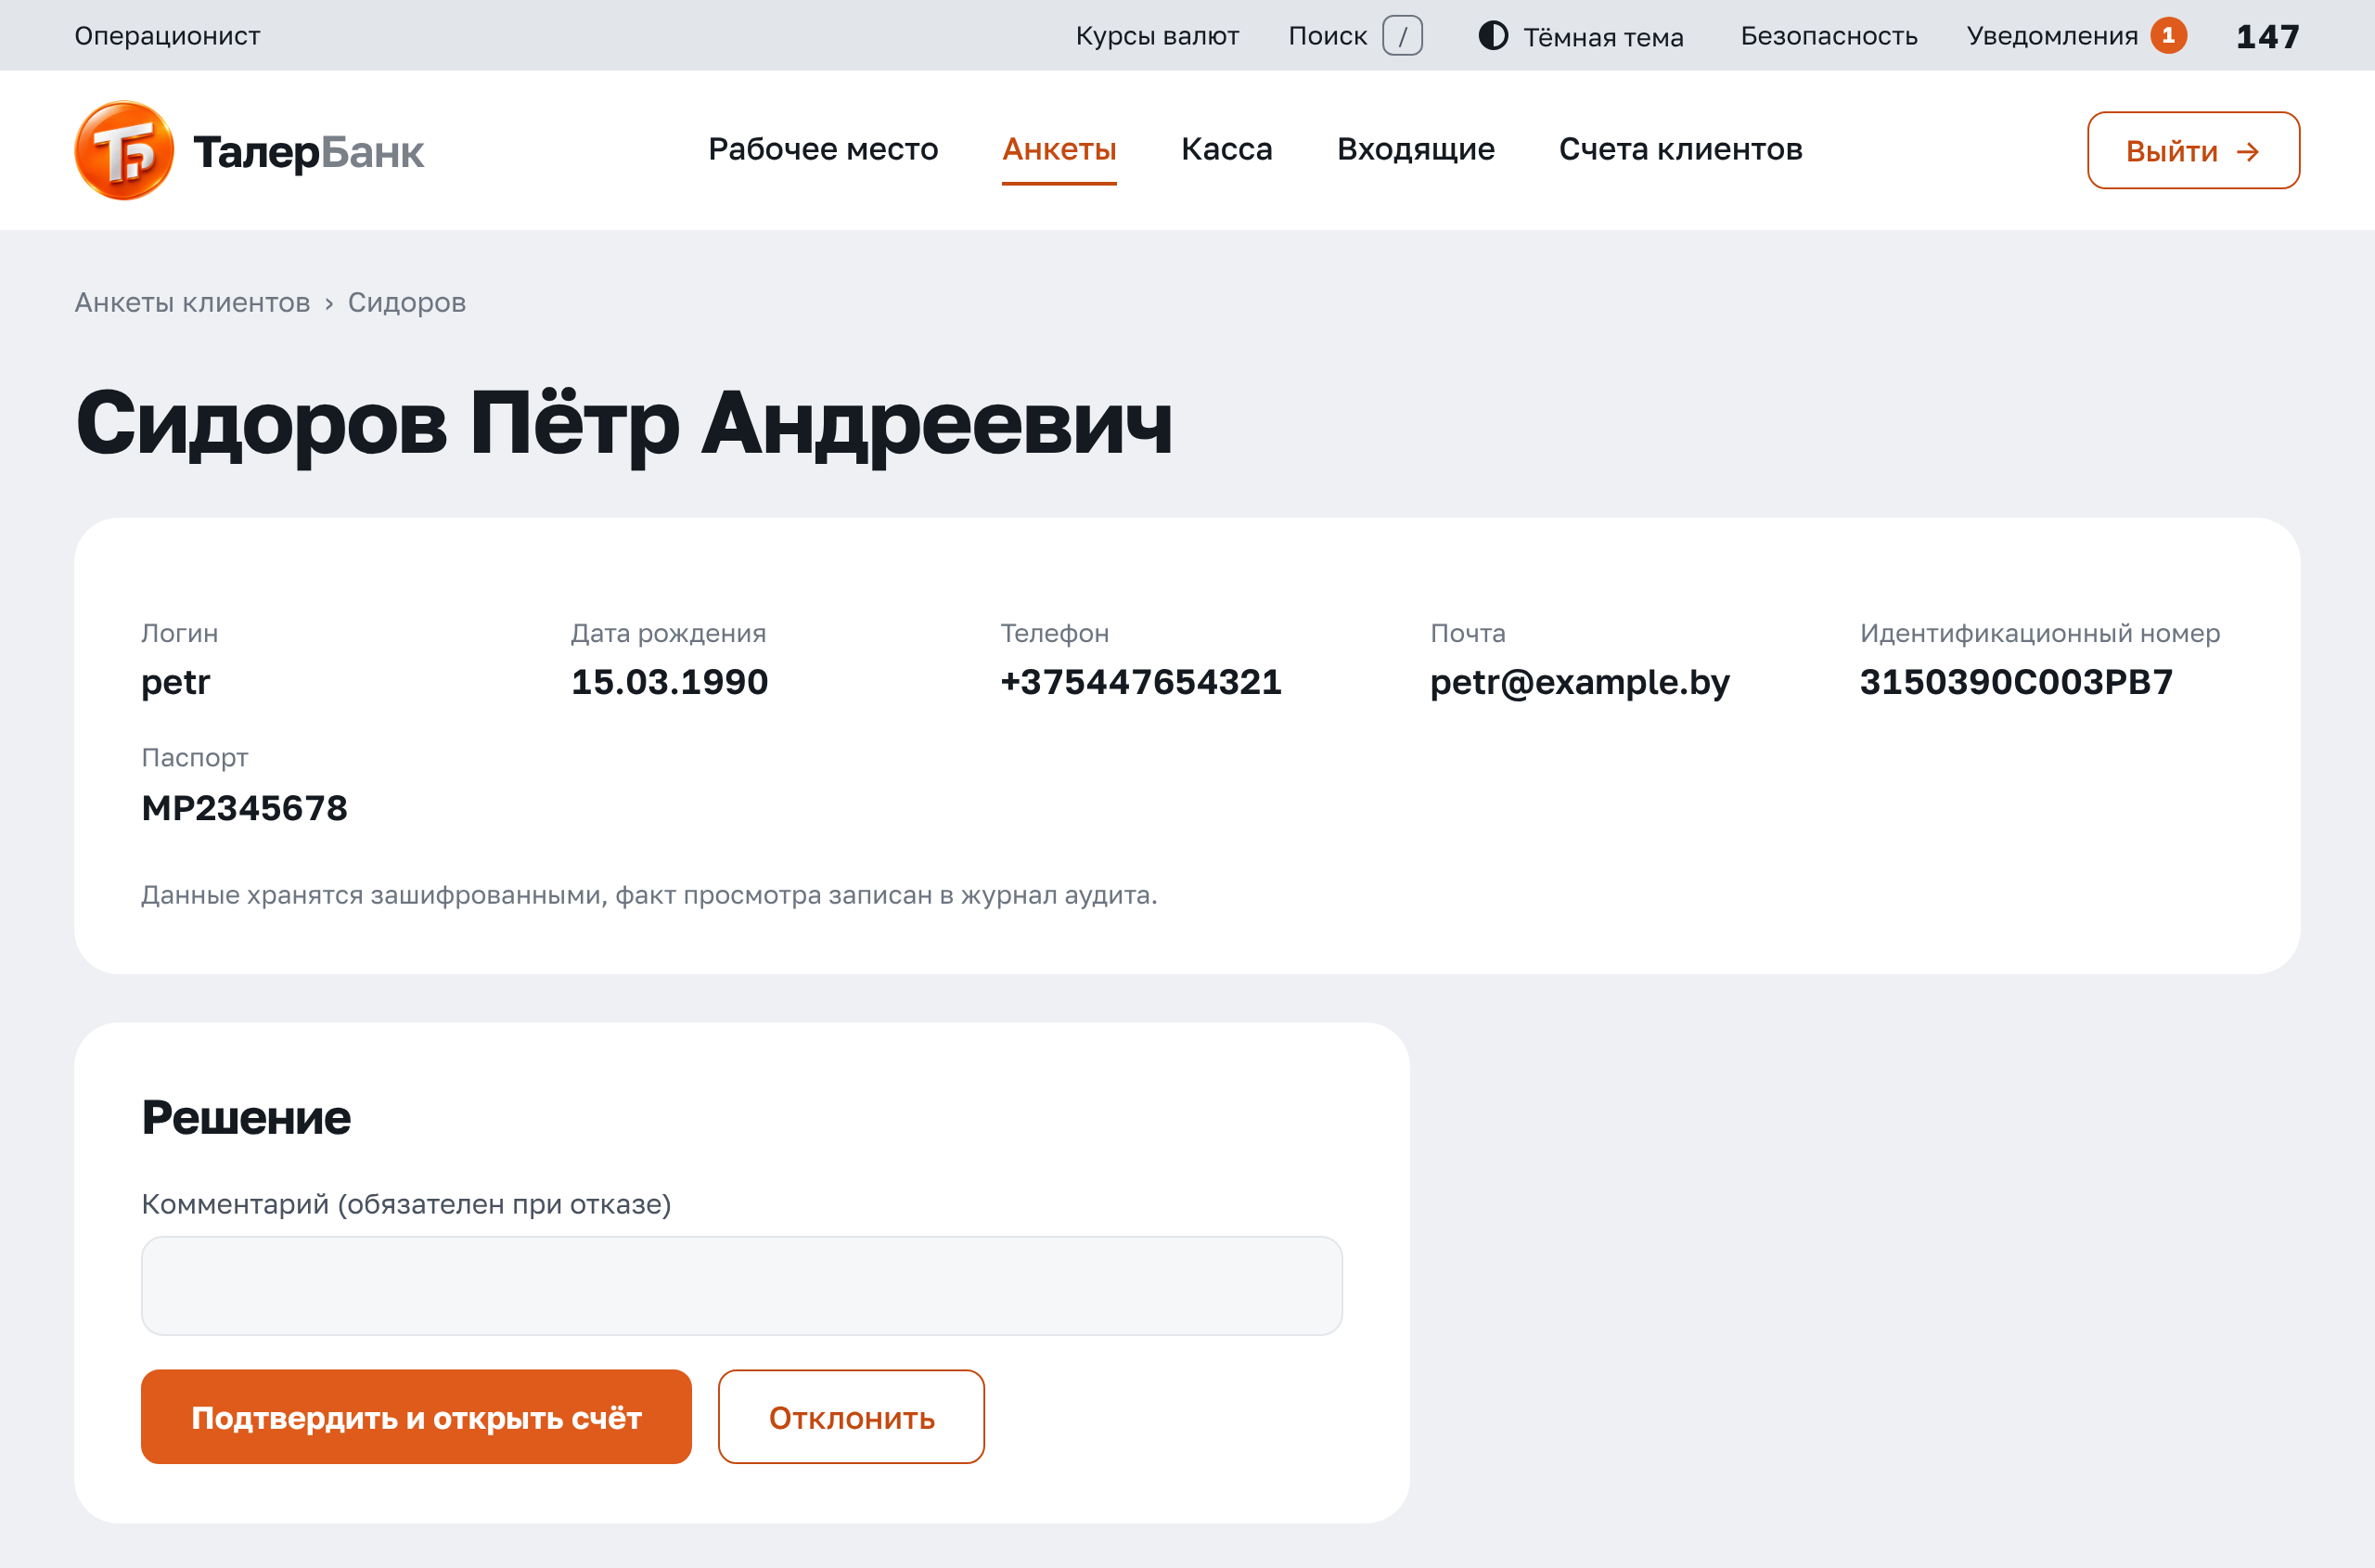 Операционист Курсы валют Поиск / Тёмная тема Безопасность Уведомления 1 147
ТБ ТалерБанк Рабочее место Анкеты Касса Входящие Счета клиентов Выйти →
Анкеты клиентов › Сидоров
Сидоров Пётр Андреевич
Логин Дата рождения Телефон Почта Идентификационный номер
petr 15.03.1990 +375447654321 petr@example.by 3150390C003PB7
Паспорт
MP2345678
Данные хранятся зашифрованными, факт просмотра записан в журнал аудита.
Решение
Комментарий (обязателен при отказе)
Подтвердить и открыть счёт Отклонить